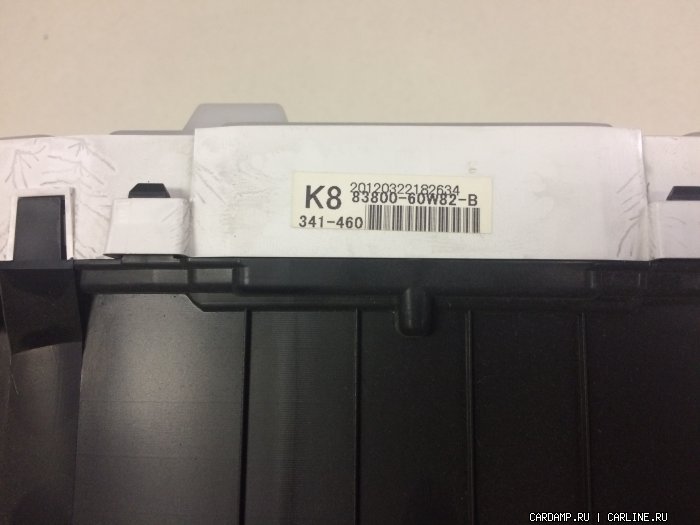 20120322182634
K8 83800-60W82-B
341-460
CARDAMP.RU | CARLINE.RU